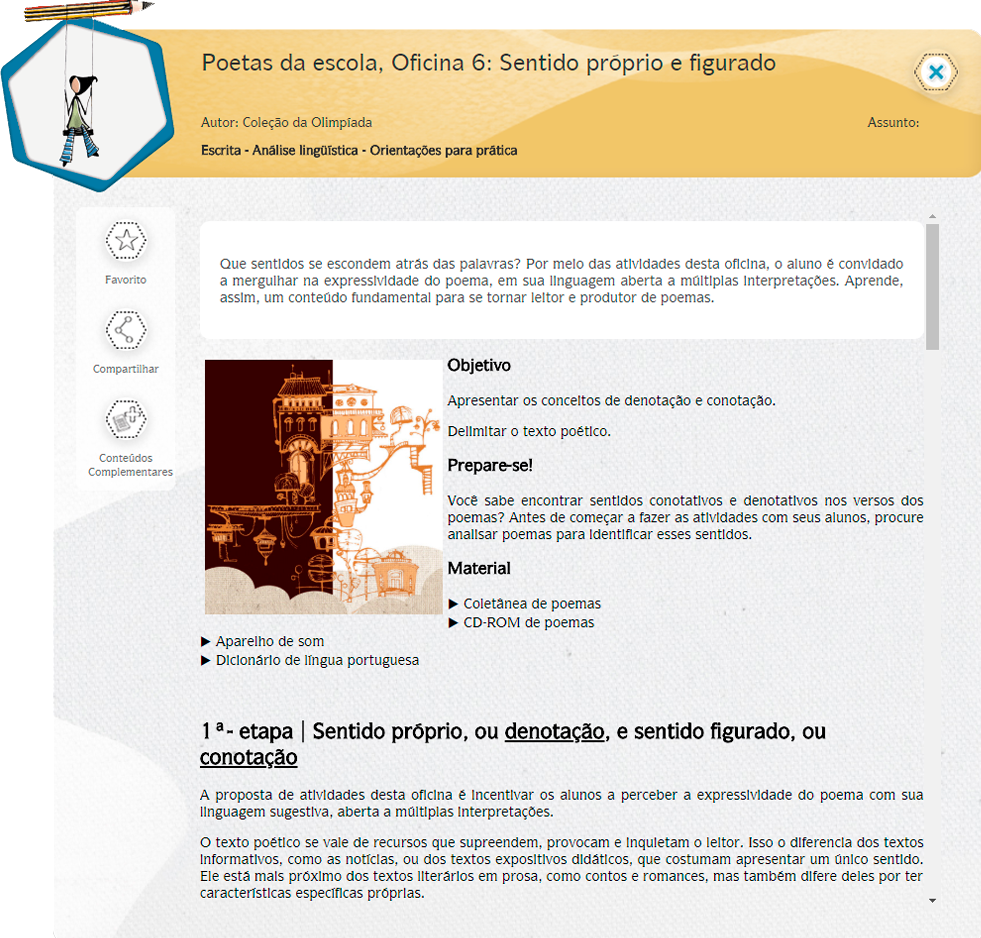 Poetas da escola, Oficina 6: Sentido próprio e figurado
Autor: Coleção da Olimpíada
Assunto:
Escrita - Análise lingüística - Orientações para prática
Favorito
Compartilhar
Conteúdos
Complementares
Que sentidos se escondem atrás das palavras? Por meio das atividades desta oficina, o aluno é convidado
a mergulhar na expressividade do poema, em sua linguagem aberta a múltiplas interpretações. Aprende,
assim, um conteúdo fundamental para se tornar leitor e produtor de poemas.
Objetivo
Apresentar os conceitos de denotação e conotação.
Delimitar o texto poético.
Prepare-se!
Você sabe encontrar sentidos conotativos e denotativos nos versos dos
poemas? Antes de começar a fazer as atividades com seus alunos, procure
analisar poemas para identificar esses sentidos.
Material
► Coletânea de poemas
► CD-ROM de poemas
► Aparelho de som
► Dicionário de língua portuguesa
1ª- etapa | Sentido próprio, ou denotação, e sentido figurado, ou
conotação
A proposta de atividades desta oficina é incentivar os alunos a perceber a expressividade do poema com sua
linguagem sugestiva, aberta a múltiplas interpretações.
O texto poético se vale de recursos que supreendem, provocam e inquietam o leitor. Isso o diferencia dos textos
informativos, como as notícias, ou dos textos expositivos didáticos, que costumam apresentar um único sentido.
Ele está mais próximo dos textos literários em prosa, como contos e romances, mas também difere deles por ter
características específicas próprias.